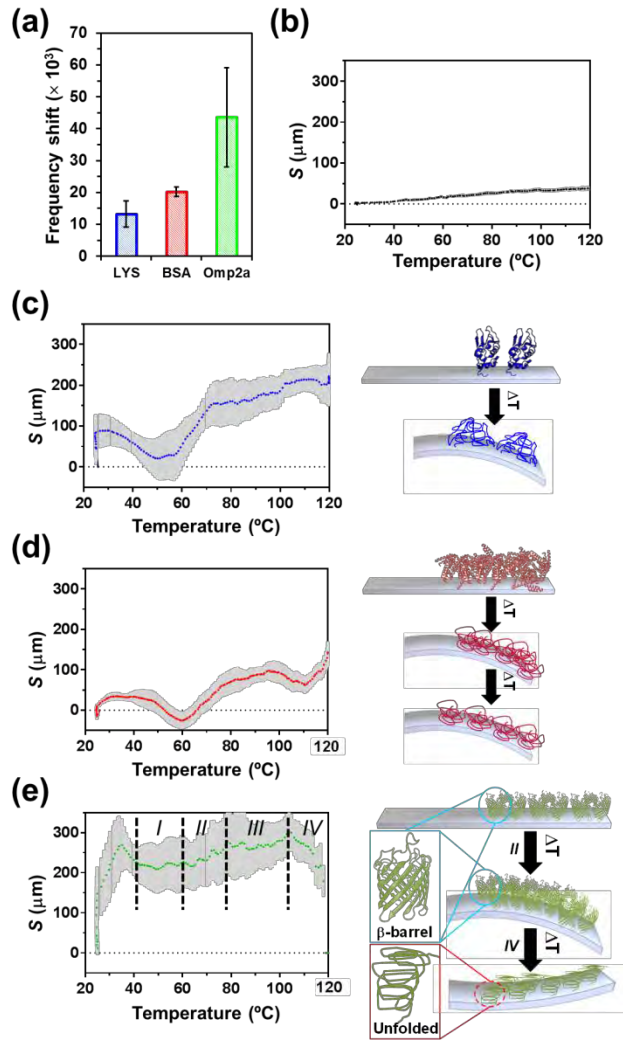 (a)
70
60
50
40
30
20
10
0
Frequency shift (× 10³)
LYS BSA Omp2a
(b)
300
200
100
0
S (µm)
20 40 60 80 100 120
Temperature (ºC)
(c)
300
200
100
0
S (µm)
20 40 60 80 100 120
Temperature (ºC)
ΔT
(d)
300
200
100
0
S (µm)
20 40 60 80 100 120
Temperature (ºC)
ΔT
ΔT
(e)
300
200
100
0
S (µm)
I II III IV
20 40 60 80 100 120
Temperature (ºC)
II ΔT
β-barrel
IV ΔT
Unfolded